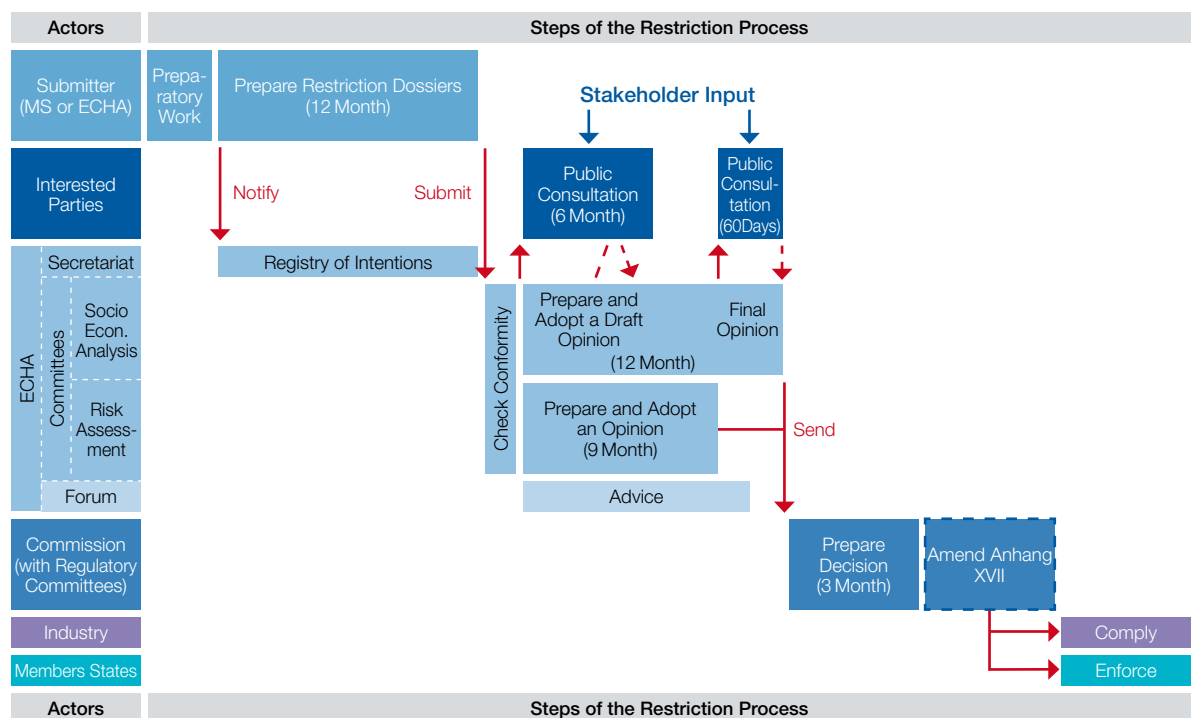 Actors
Steps of the Restriction Process
Submitter
(MS or ECHA)
Prepa-
ratory
Work
Prepare Restriction Dossiers
(12 Month)
Stakeholder Input
Interested
Parties
Notify
Submit
Public
Consultation
(6 Month)
Public
Consul-
tation
(60Days)
ECHA
Secretariat
Registry of Intentions
Committees
Socio
Econ.
Analysis
Check Conformity
Prepare and
Adopt a Draft
Opinion
(12 Month)
Final
Opinion
Risk
Assess-
ment
Prepare and Adopt
an Opinion
(9 Month)
Send
Forum
Advice
Commission
(with Regulatory
Committees)
Prepare
Decision
(3 Month)
Amend Anhang
XVII
Industry
Comply
Members States
Enforce
Actors
Steps of the Restriction Process